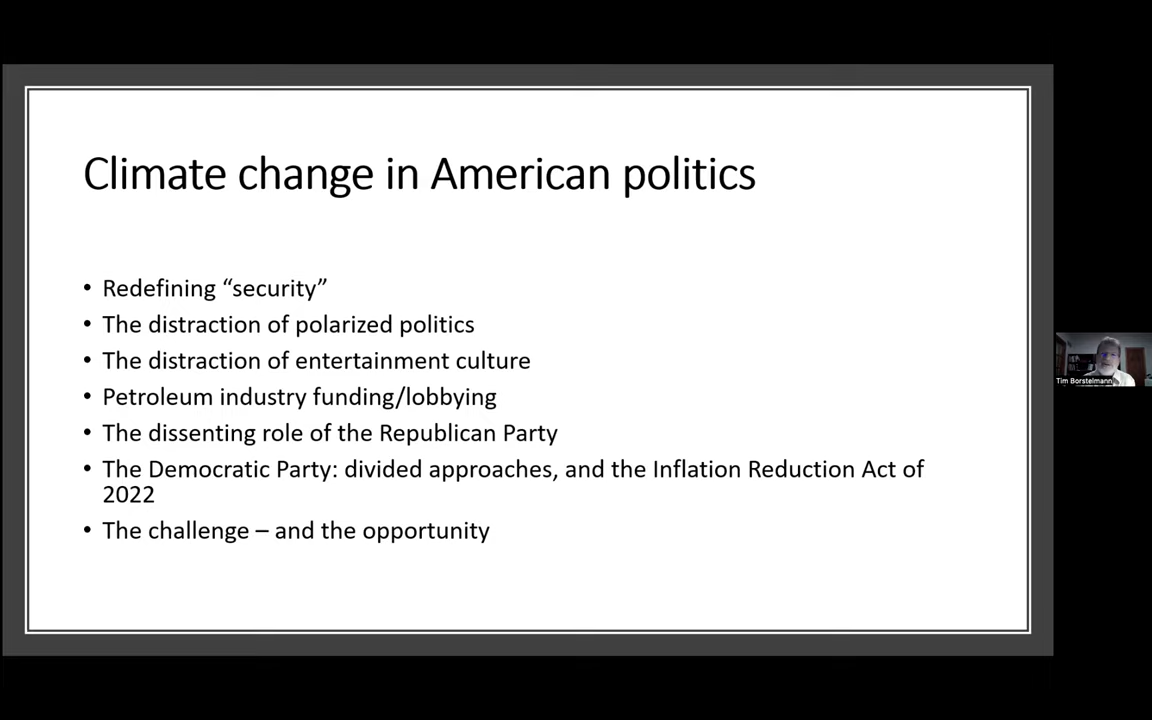 Climate change in American politics
• Redefining “security”
• The distraction of polarized politics
• The distraction of entertainment culture
• Petroleum industry funding/lobbying
• The dissenting role of the Republican Party
• The Democratic Party: divided approaches, and the Inflation Reduction Act of
2022
• The challenge – and the opportunity
Tim Borstelmann